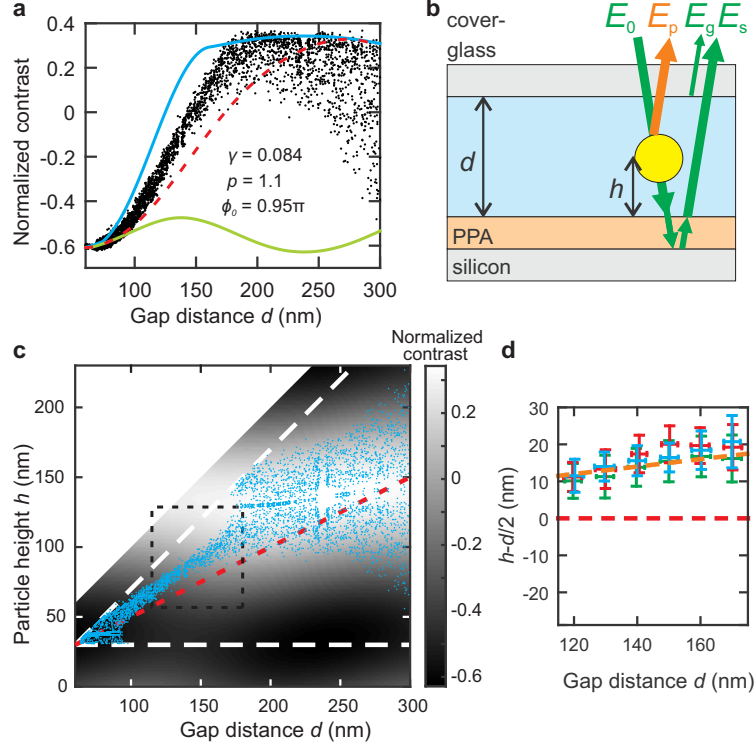 a
Normalized contrast
0.4
0.2
0
-0.2
-0.4
-0.6
γ = 0.084
p = 1.1
ϕ₀ = 0.95π
100
150
200
250
300
Gap distance d (nm)
b
cover-
glass
E₀ Eₚ E_g Eₛ
d
h
PPA
silicon
c
Particle height h (nm)
200
150
100
50
0
100
150
200
250
300
Gap distance d (nm)
Normalized
contrast
0.2
0
-0.2
-0.4
-0.6
d
h-d/2 (nm)
30
20
10
0
-10
-20
120
140
160
Gap distance d (nm)